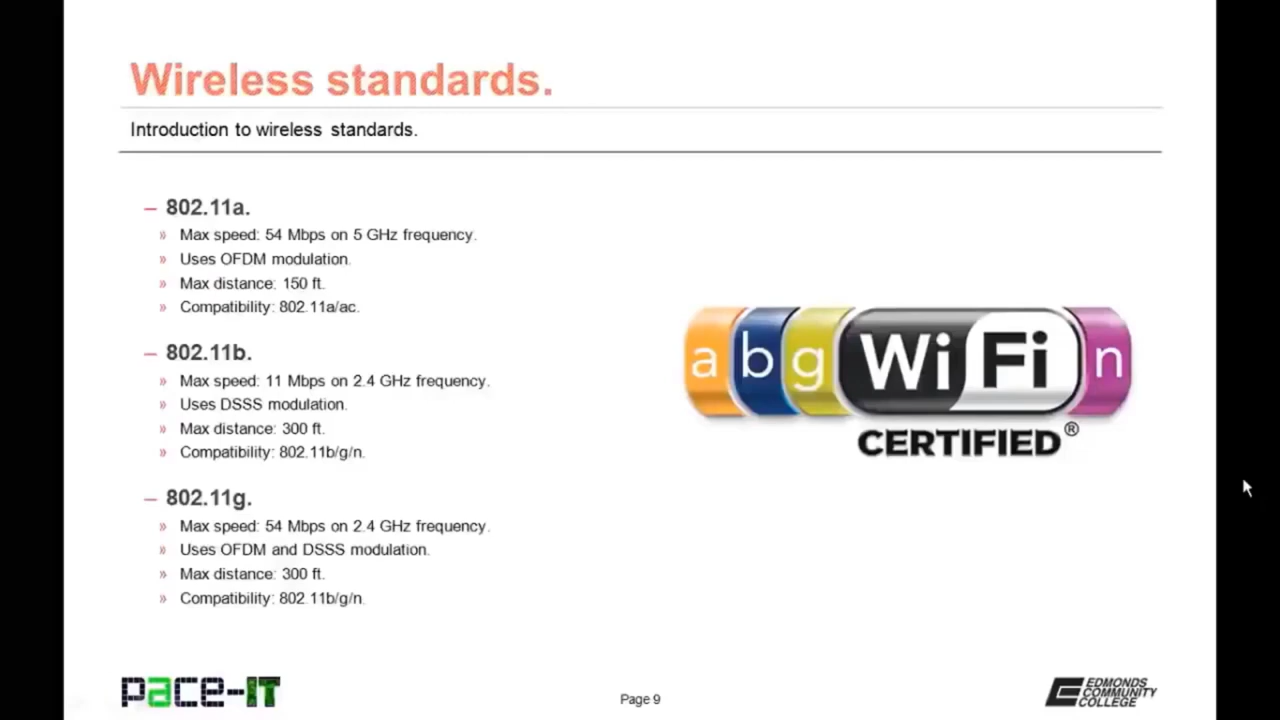 Wireless standards.
Introduction to wireless standards.
– 802.11a.
» Max speed: 54 Mbps on 5 GHz frequency.
» Uses OFDM modulation.
» Max distance: 150 ft.
» Compatibility: 802.11a/ac.
– 802.11b.
» Max speed: 11 Mbps on 2.4 GHz frequency.
» Uses DSSS modulation.
» Max distance: 300 ft.
» Compatibility: 802.11b/g/n.
– 802.11g.
» Max speed: 54 Mbps on 2.4 GHz frequency.
» Uses OFDM and DSSS modulation.
» Max distance: 300 ft.
» Compatibility: 802.11b/g/n.
a b g Wi Fi n
CERTIFIED®
pace-IT
Page 9
EDMONDS
COMMUNITY
COLLEGE